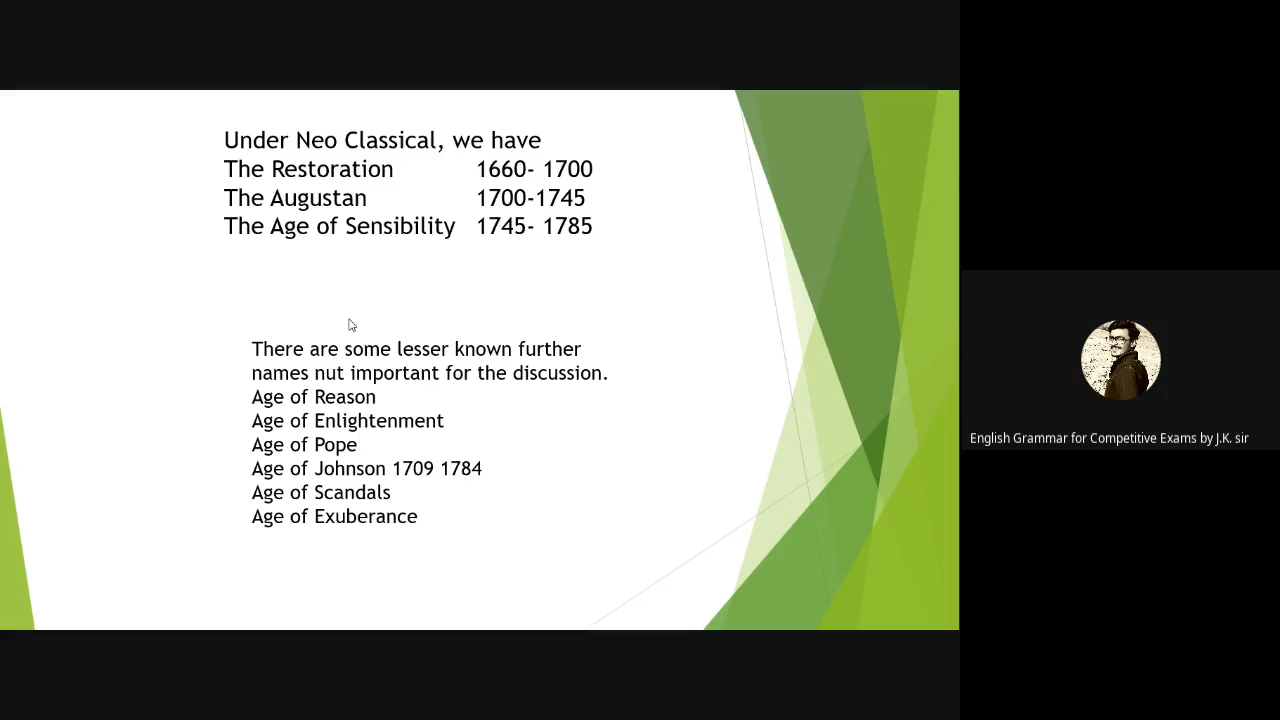 Under Neo Classical, we have
The Restoration 1660- 1700
The Augustan 1700-1745
The Age of Sensibility 1745- 1785
There are some lesser known further
names nut important for the discussion.
Age of Reason
Age of Enlightenment
Age of Pope
Age of Johnson 1709 1784
Age of Scandals
Age of Exuberance
English Grammar for Competitive Exams by J.K. sir